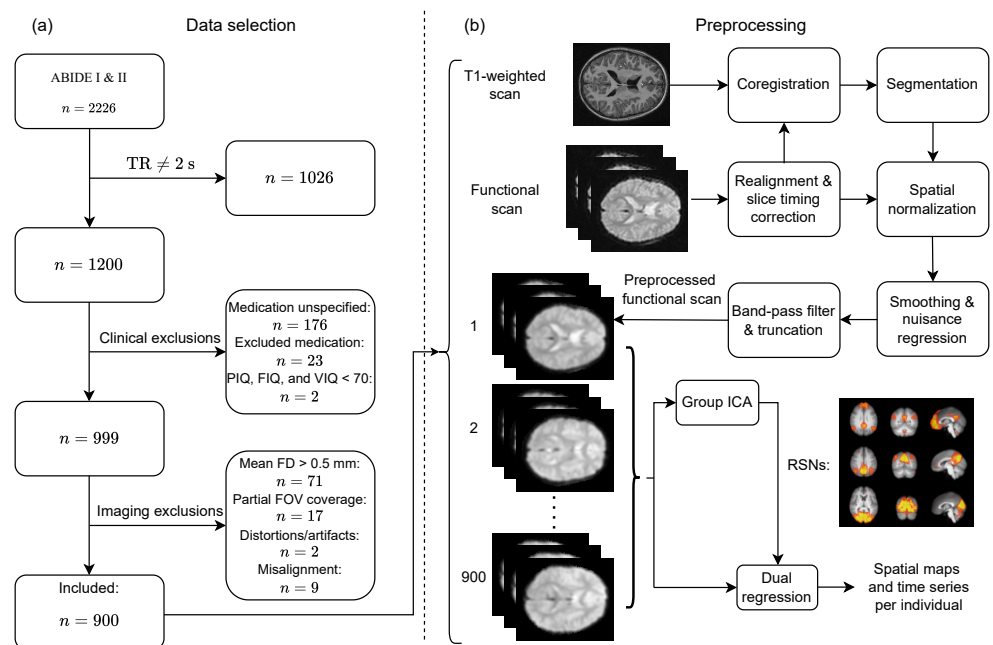 (a)
Data selection
ABIDE I & II
n = 2226
TR ≠ 2 s
n = 1026
n = 1200
Medication unspecified:
n = 176
Excluded medication:
n = 23
PIQ, FIQ, and VIQ < 70:
n = 2
Clinical exclusions
n = 999
Mean FD > 0.5 mm:
n = 71
Partial FOV coverage:
n = 17
Distortions/artifacts:
n = 2
Misalignment:
n = 9
Imaging exclusions
Included:
n = 900
(b)
Preprocessing
T1-weighted
scan
Coregistration
Segmentation
Functional
scan
Realignment &
slice timing
correction
Spatial
normalization
Smoothing &
nuisance
regression
Band-pass filter
& truncation
Preprocessed
functional scan
1
2
900
Group ICA
RSNs:
Dual
regression
Spatial maps
and time series
per individual